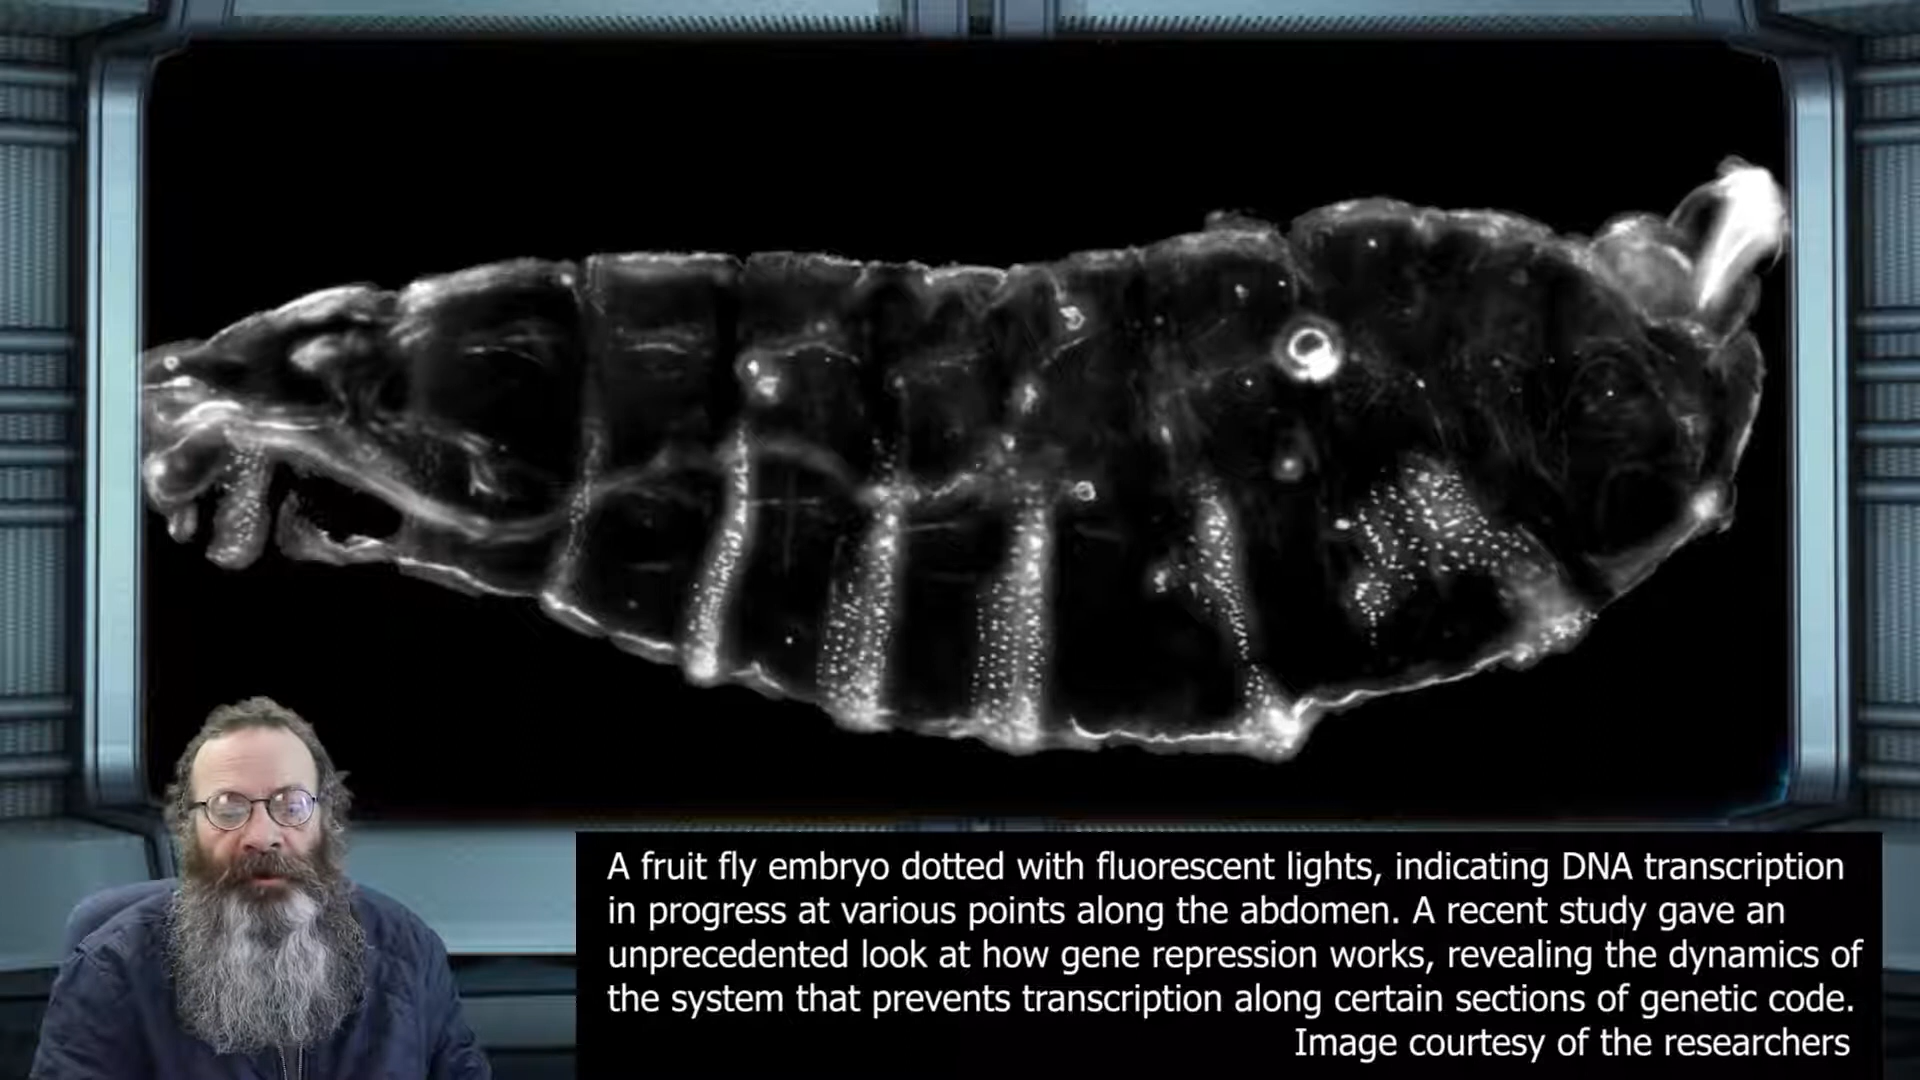 A fruit fly embryo dotted with fluorescent lights, indicating DNA transcription
in progress at various points along the abdomen. A recent study gave an
unprecedented look at how gene repression works, revealing the dynamics of
the system that prevents transcription along certain sections of genetic code.
Image courtesy of the researchers